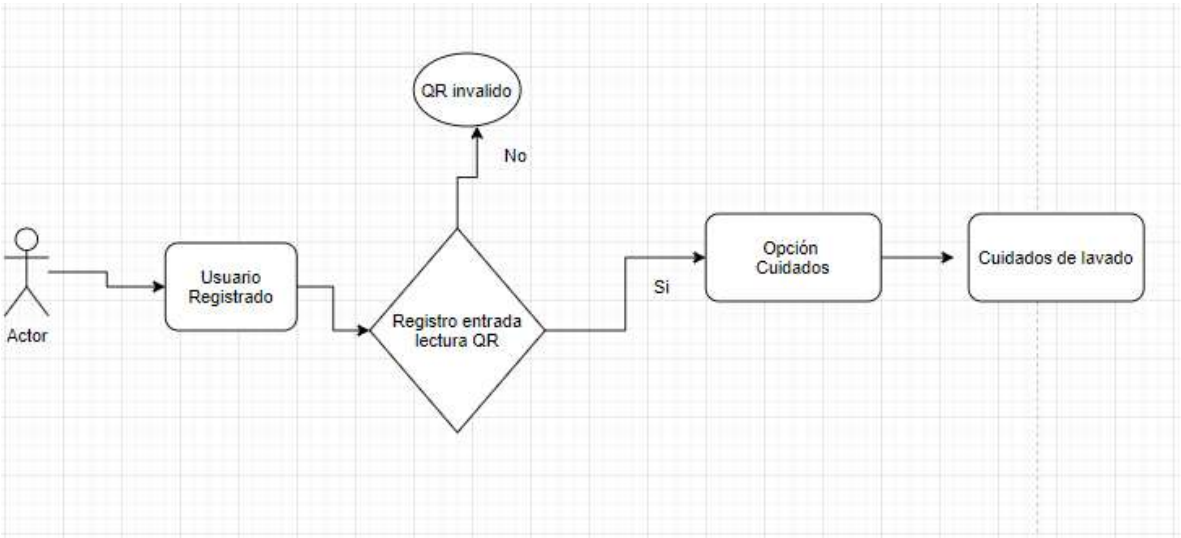 QR invalido
No
Usuario
Registrado
Registro entrada
lectura QR
Si
Opción
Cuidados
Cuidados de lavado
Actor